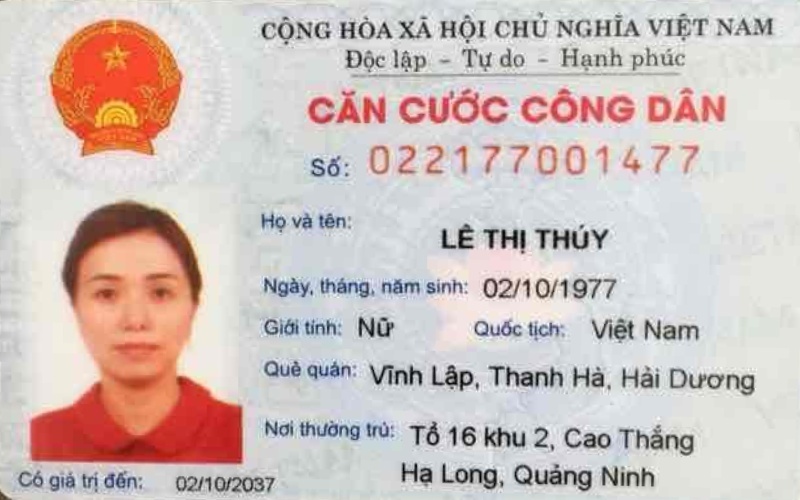 CỘNG HÒA XÃ HỘI CHỦ NGHĨA VIỆT NAM
Độc lập - Tự do - Hạnh phúc
CĂN CƯỚC CÔNG DÂN
Số: 022177001477
Họ và tên:
LÊ THỊ THÚY
Ngày, tháng, năm sinh: 02/10/1977
Giới tính: Nữ Quốc tịch: Việt Nam
Quê quán: Vĩnh Lập, Thanh Hà, Hải Dương
Nơi thường trú: Tổ 16 khu 2, Cao Thắng
Hạ Long, Quảng Ninh
Có giá trị đến: 02/10/2037